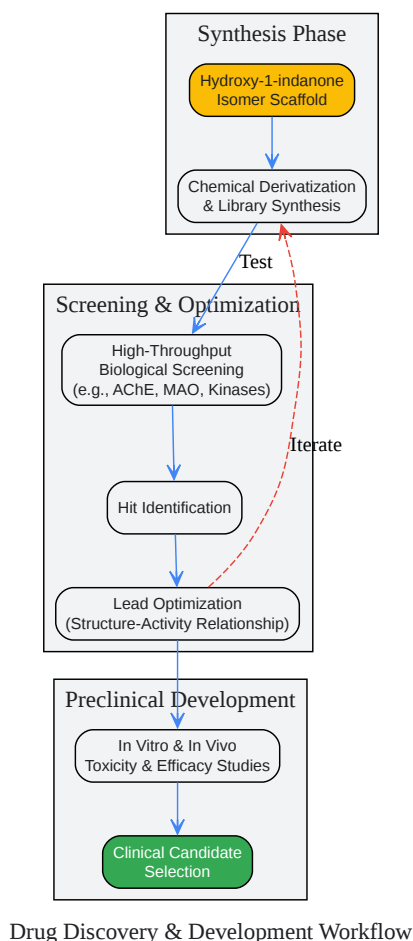 Synthesis Phase
Hydroxy-1-indanone
Isomer Scaffold
Chemical Derivatization
& Library Synthesis
Test
Screening & Optimization
High-Throughput
Biological Screening
(e.g., AChE, MAO, Kinases)
Iterate
Hit Identification
Lead Optimization
(Structure-Activity Relationship)
Preclinical Development
In Vitro & In Vivo
Toxicity & Efficacy Studies
Clinical Candidate
Selection
Drug Discovery & Development Workflow